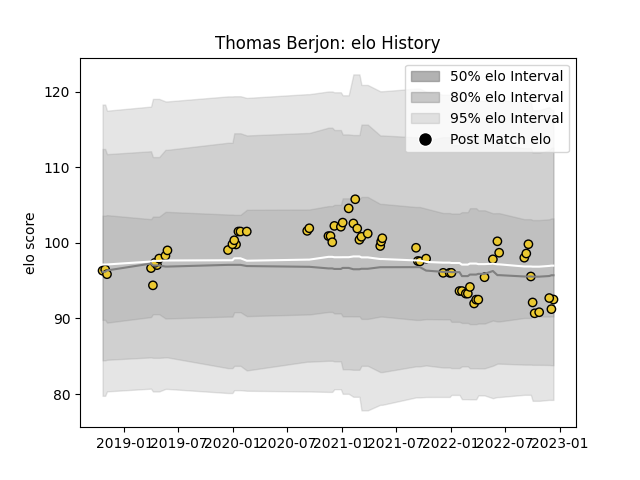 Thomas Berjon: elo History
50% elo Interval
80% elo Interval
95% elo Interval
Post Match elo
elo score
120
110
100
90
80
2019-01 2019-07 2020-01 2020-07 2021-01 2021-07 2022-01 2022-07 2023-01